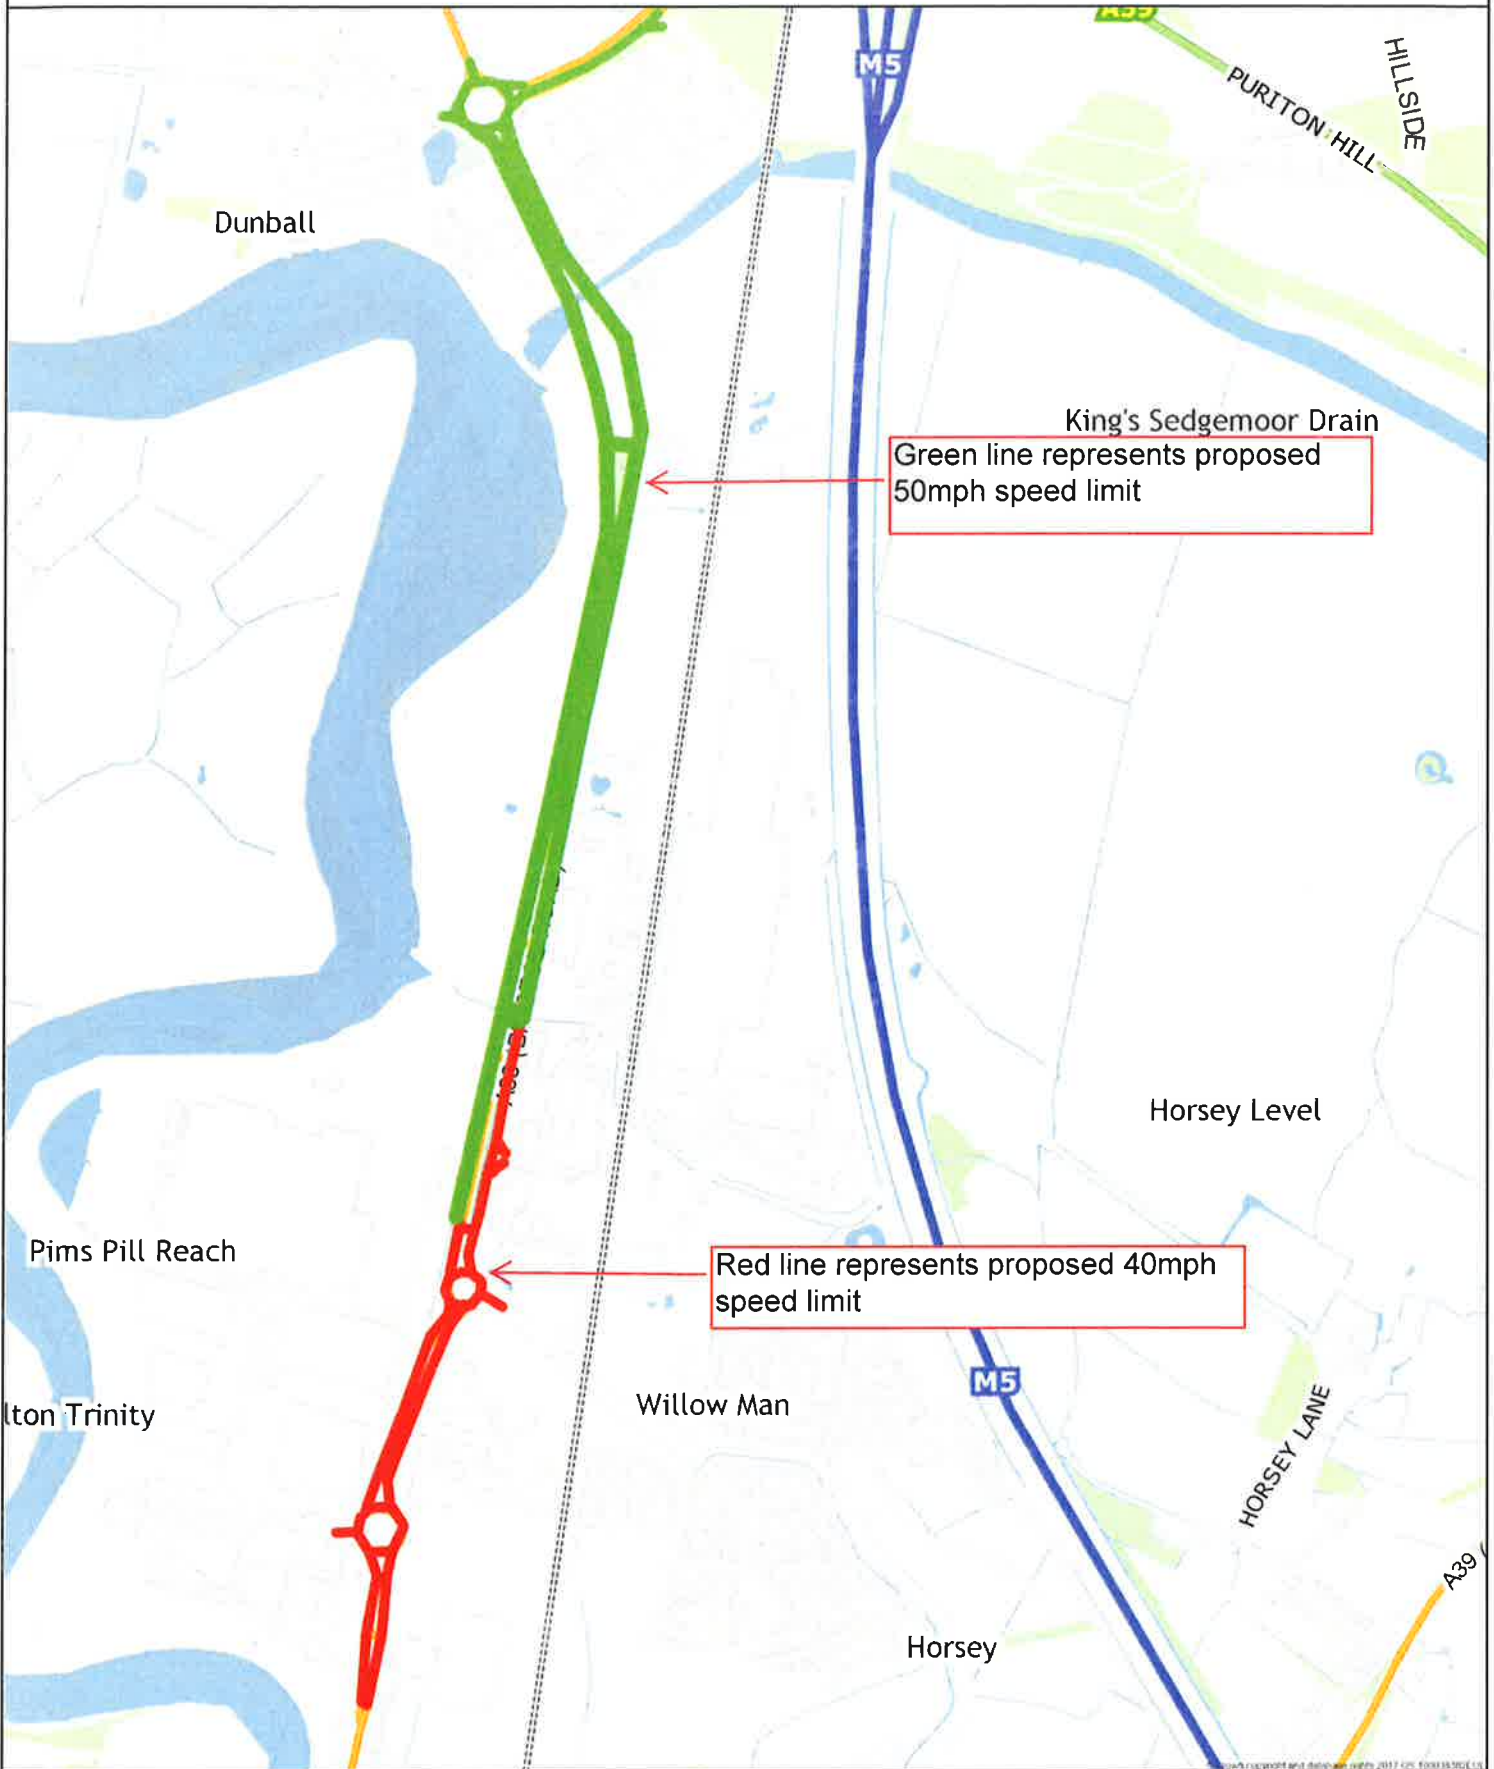 A39
M5
HILLSIDE
PURITON HILL
Dunball
King's Sedgemoor Drain
Green line represents proposed
50mph speed limit
Horsey Level
Pims Pill Reach
Red line represents proposed 40mph
speed limit
M5
Willow Man
lton Trinity
HORSEY LANE
A39 (
Horsey